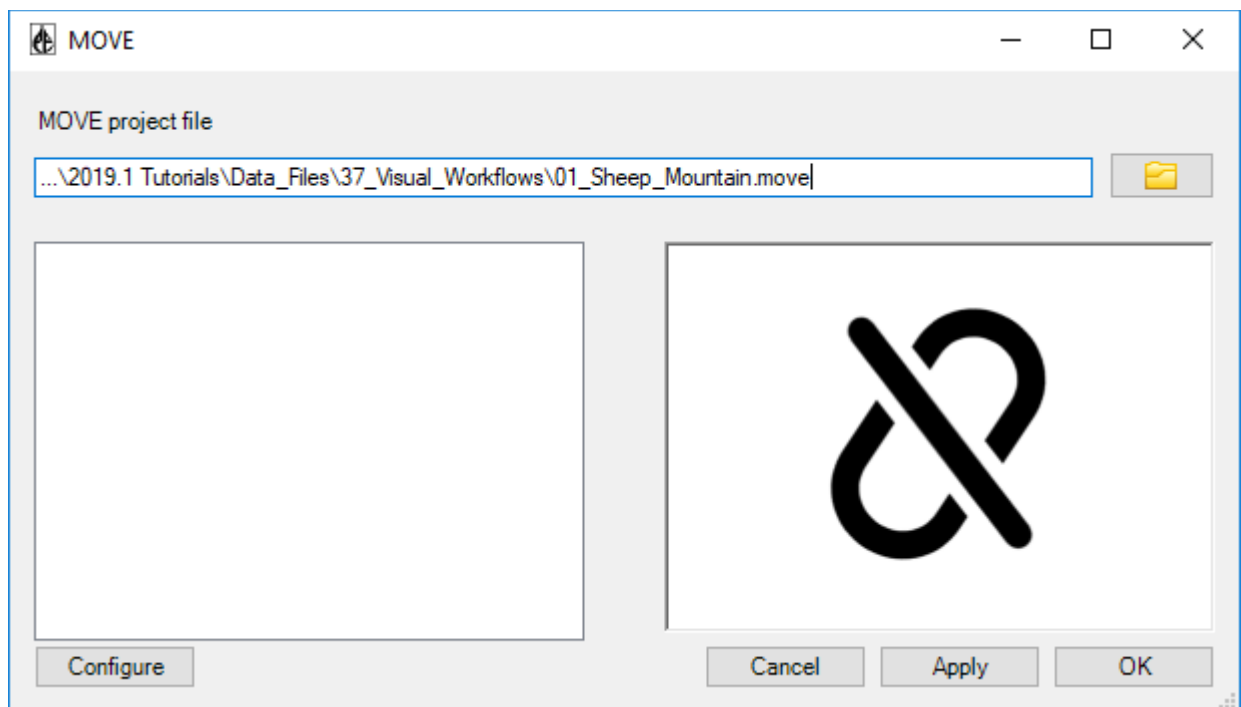 MOVE
MOVE project file
...\2019.1 Tutorials\Data_Files\37_Visual_Workflows\01_Sheep_Mountain.move
Configure Cancel Apply OK